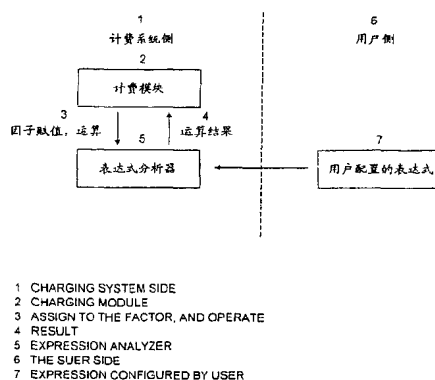 1
计费系统侧
6
用户侧
2
计费模块
3
因子赋值，运算
4
运算结果
5
表达式分析器
7
用户配置的表达式
1 CHARGING SYSTEM SIDE
2 CHARGING MODULE
3 ASSIGN TO THE FACTOR, AND OPERATE
4 RESULT
5 EXPRESSION ANALYZER
6 THE SUER SIDE
7 EXPRESSION CONFIGURED BY USER